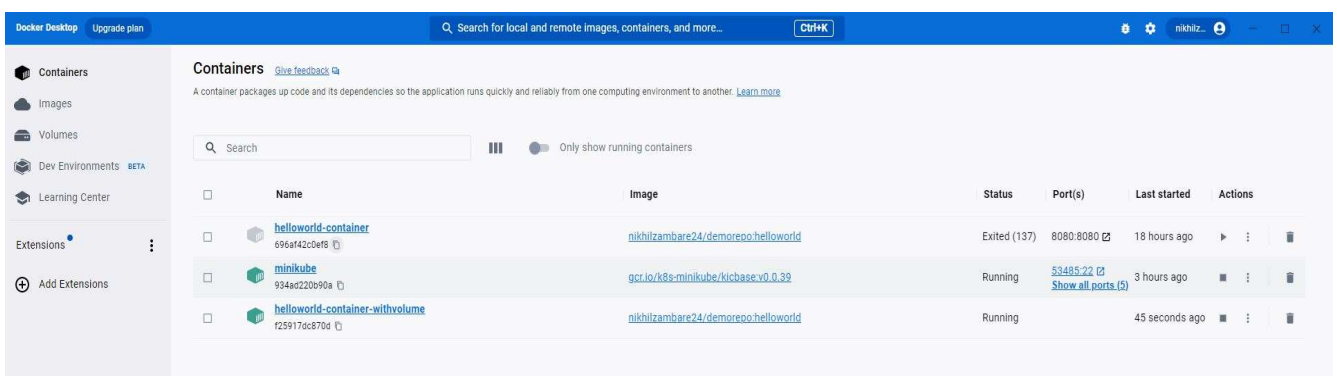 Docker Desktop Upgrade plan Search for local and remote images, containers, and more... Ctrl+K nikhilz...
Containers
Images
Volumes
Dev Environments BETA
Learning Center
Extensions
Add Extensions
Containers Give feedback
A container packages up code and its dependencies so the application runs quickly and reliably from one computing environment to another. Learn more
Search Only show running containers
Name Image Status Port(s) Last started Actions
helloworld-container
696af42c0ef8
nikhilzambare24/demorepo:helloworld Exited (137) 8080:8080 18 hours ago
minikube
934ad220b90a
gcr.io/k8s-minikube/kicbase:v0.0.39 Running 53485:22
Show all ports (5) 3 hours ago
helloworld-container-withvolume
f25917dc870d
nikhilzambare24/demorepo:helloworld Running 45 seconds ago